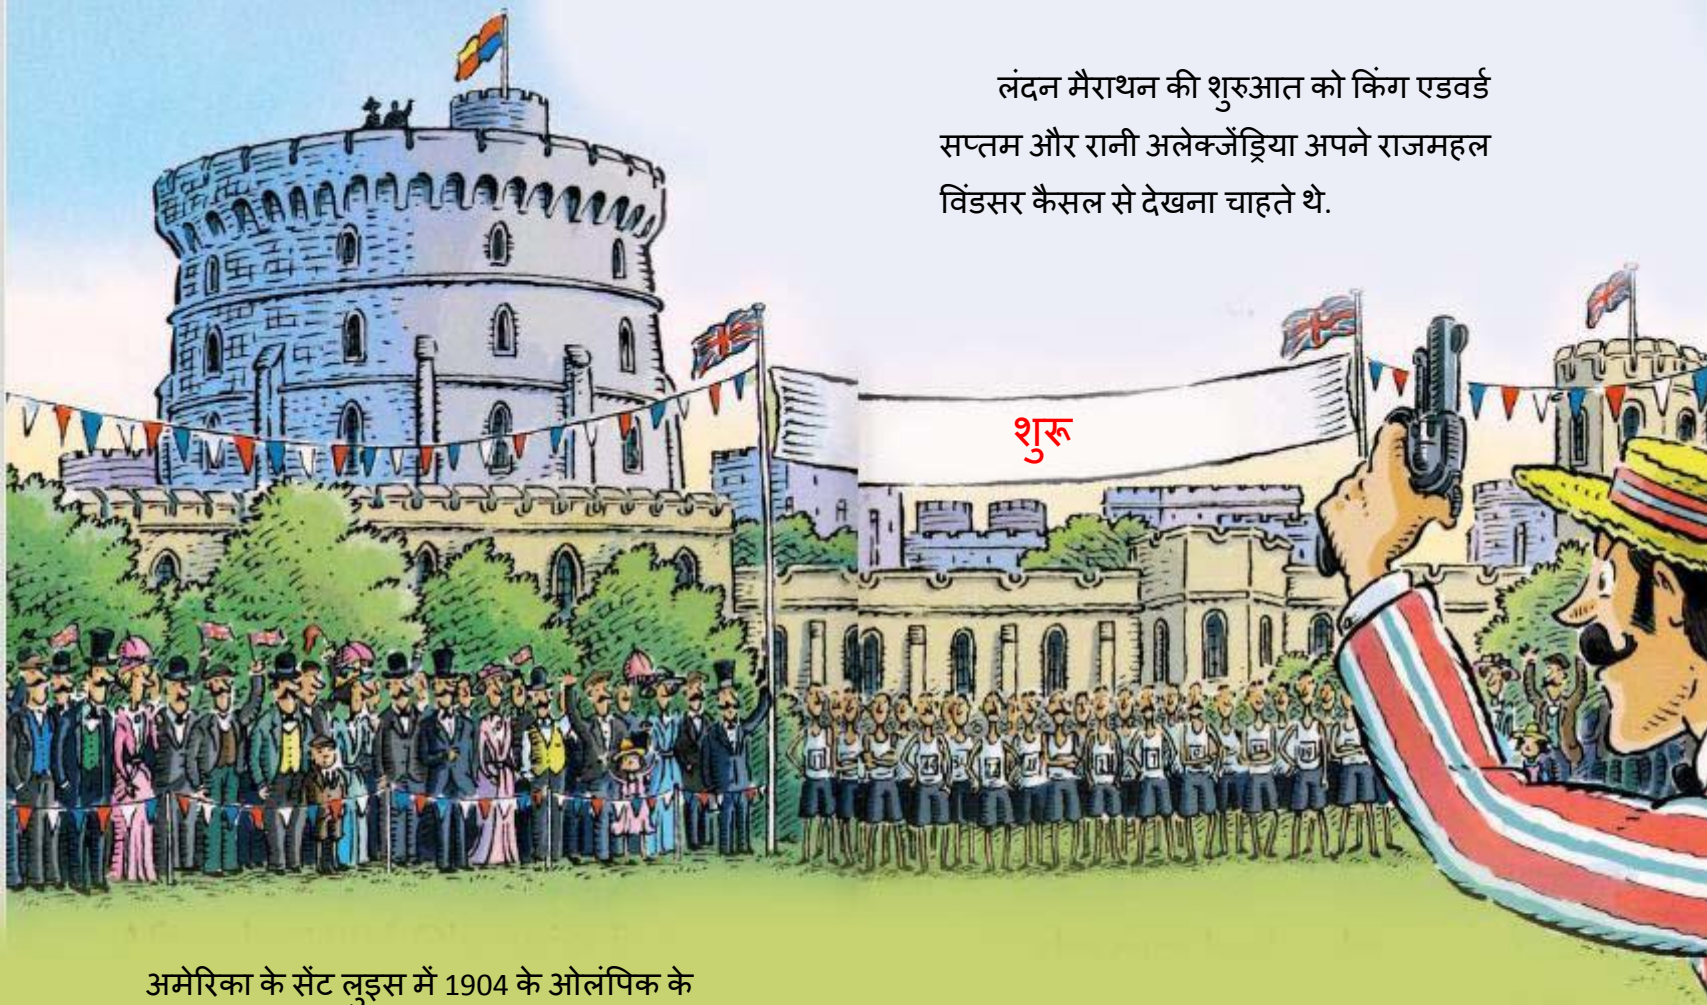 लंदन मैराथन की शुरुआत को किंग एडवर्ड
सप्तम और रानी अलेक्जेंड्रिया अपने राजमहल
विंडसर कैसल से देखना चाहते थे.
शुरू
अमेरिका के सेंट लुइस में 1904 के ओलंपिक के